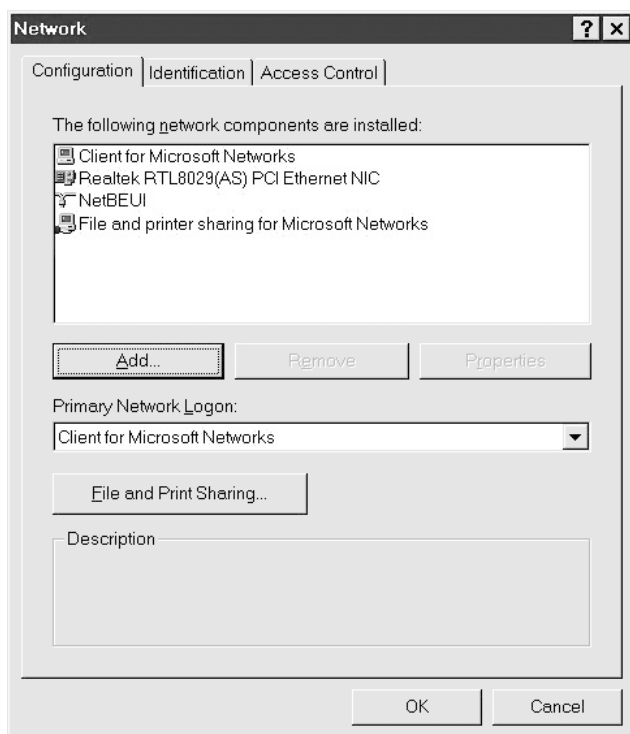 Network
Configuration Identification Access Control
The following network components are installed:
Client for Microsoft Networks
Realtek RTL8029(AS) PCI Ethernet NIC
NetBEUI
File and printer sharing for Microsoft Networks
Add... Remove Properties
Primary Network Logon:
Client for Microsoft Networks
File and Print Sharing...
Description
OK Cancel